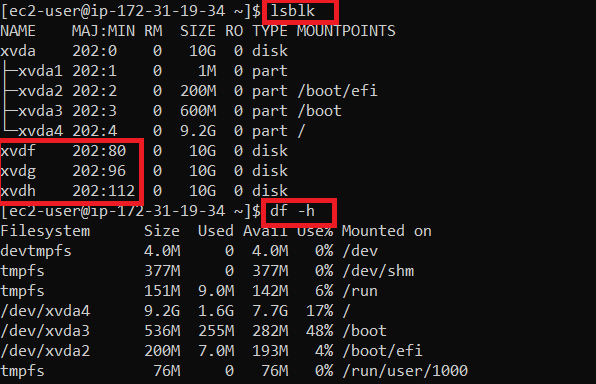 [ec2-user@ip-172-31-19-34 ~]$ lsblk
NAME    MAJ:MIN RM  SIZE RO TYPE MOUNTPOINTS
xvda    202:0    0   10G  0 disk
├─xvda1 202:1    0    1M  0 part
├─xvda2 202:2    0  200M  0 part /boot/efi
├─xvda3 202:3    0  600M  0 part /boot
└─xvda4 202:4    0  9.2G  0 part /
xvdf    202:80   0   10G  0 disk
xvdg    202:96   0   10G  0 disk
xvdh    202:112  0   10G  0 disk
[ec2-user@ip-172-31-19-34 ~]$ df -h
Filesystem      Size  Used Avail Use% Mounted on
devtmpfs        4.0M     0  4.0M   0% /dev
tmpfs           377M     0  377M   0% /dev/shm
tmpfs           151M  9.0M  142M   6% /run
/dev/xvda4      9.2G  1.6G  7.7G  17% /
/dev/xvda3      536M  255M  282M  48% /boot
/dev/xvda2      200M  7.0M  193M   4% /boot/efi
tmpfs            76M     0   76M   0% /run/user/1000